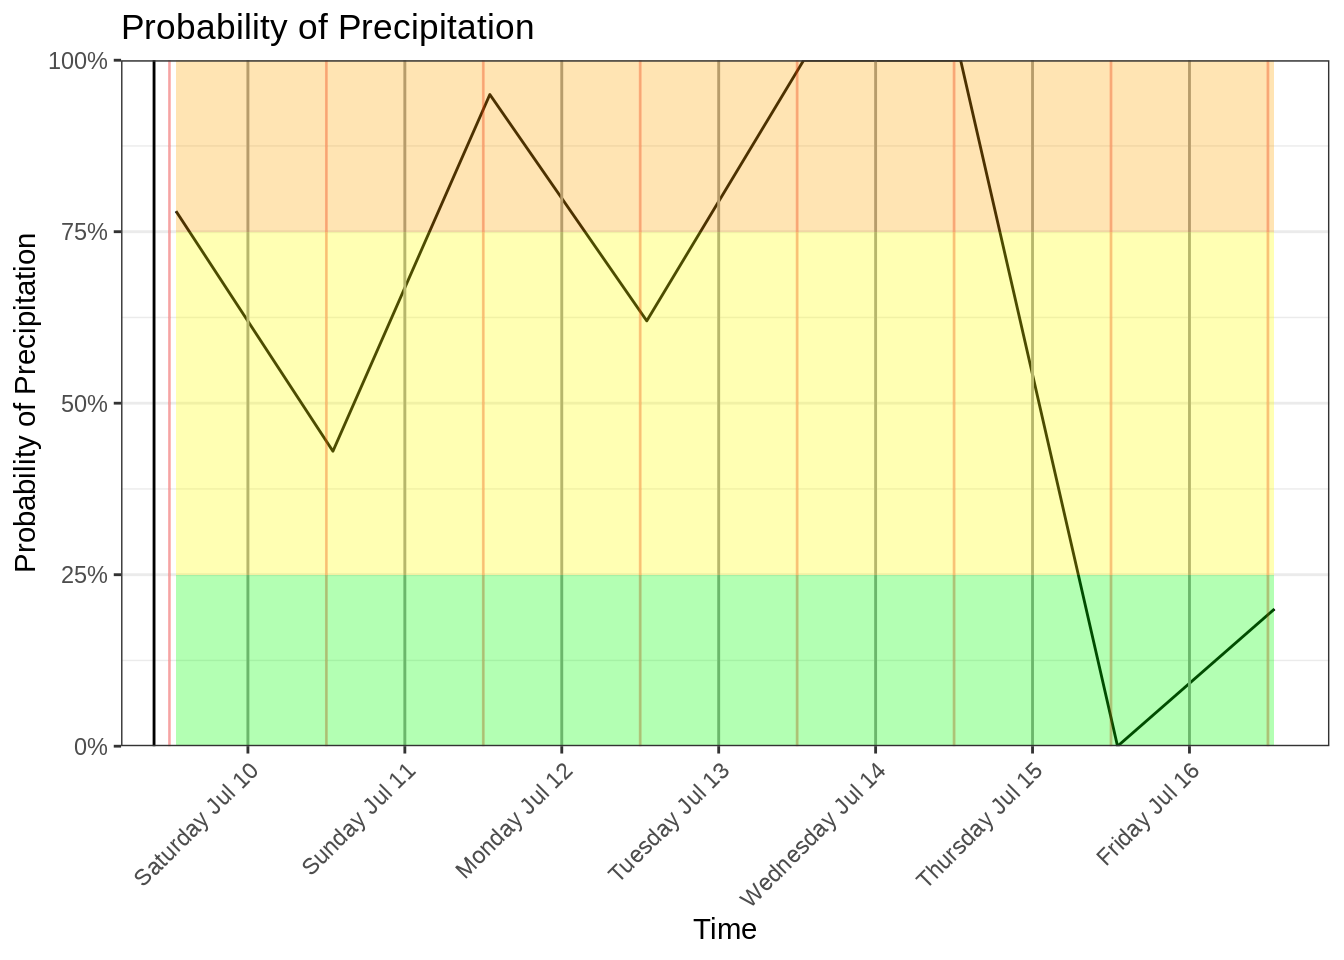 Probability of Precipitation
Probability of Precipitation
100%
75%
50%
25%
0%
Saturday Jul 10
Sunday Jul 11
Monday Jul 12
Tuesday Jul 13
Wednesday Jul 14
Thursday Jul 15
Friday Jul 16
Time